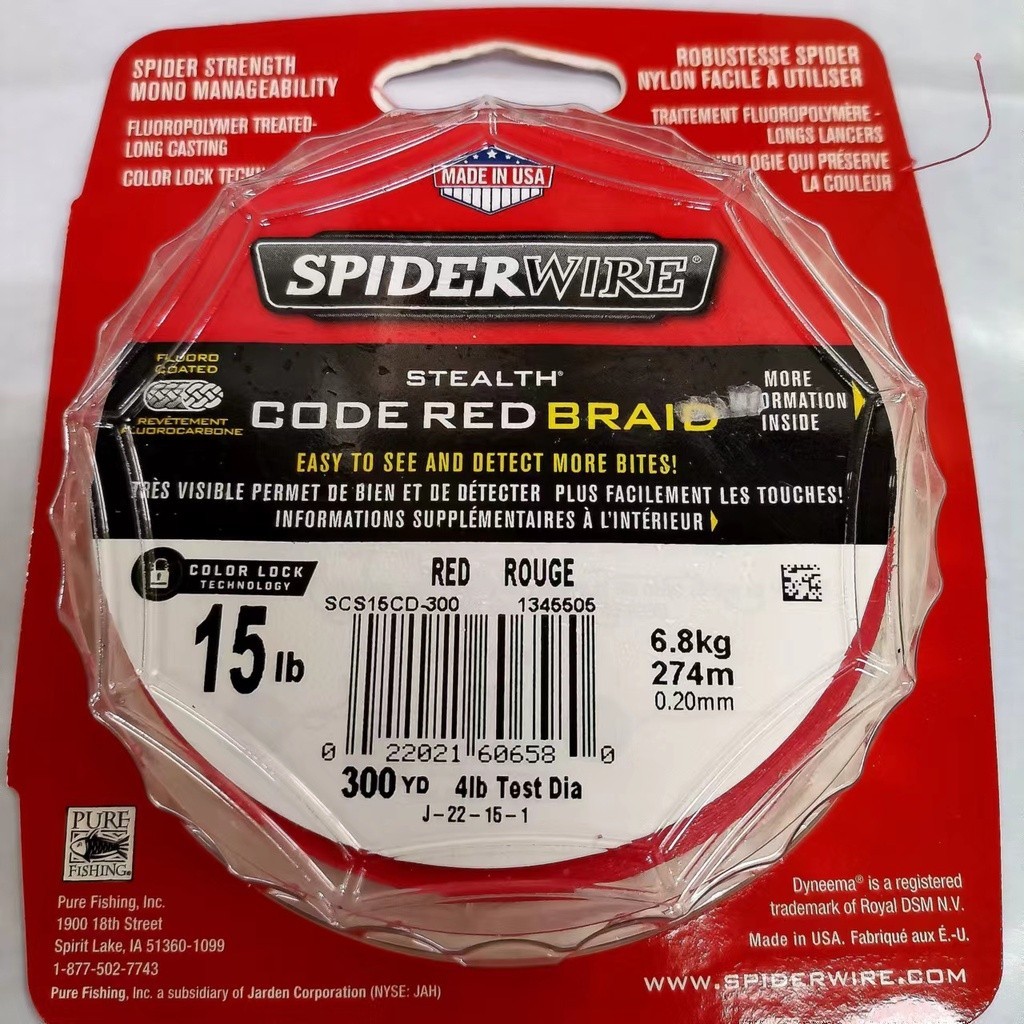 SPIDER STRENGTH
MONO MANAGEABILITY
FLUOROPOLYMER TREATED-
LONG CASTING
COLOR LOCK
ROBUSTESSE SPIDER
NYLON FACILE À UTILISER
TRAITEMENT FLUOROPOLYMÈRE -
LONGS LANCERS
QUI PRÉSERVE
LA COULEUR
MADE IN USA
SPIDERWIRE®
FLUORO
COATED
REVÊTEMENT
FLUOROCARBONE
STEALTH®
CODE RED BRAID
MORE
INFORMATION
INSIDE
EASY TO SEE AND DETECT MORE BITES!
TRÈS VISIBLE PERMET DE BIEN ET DE DÉTECTER PLUS FACILEMENT LES TOUCHES!
INFORMATIONS SUPPLÉMENTAIRES À L'INTÉRIEUR
COLOR LOCK
TECHNOLOGY
RED ROUGE
SCS15CD-300 1345505
15 lb
6.8kg
274m
0.20mm
0 22021 60658 0
300 YD 4lb Test Dia
J-22-15-1
PURE
FISHING®
Pure Fishing, Inc.
1900 18th Street
Spirit Lake, IA 51360-1099
1-877-502-7743
Pure Fishing, Inc. a subsidiary of Jarden Corporation (NYSE: JAH)
Dyneema® is a registered
trademark of Royal DSM N.V.
Made in USA. Fabriqué aux É.-U.
WWW.SPIDERWIRE.COM